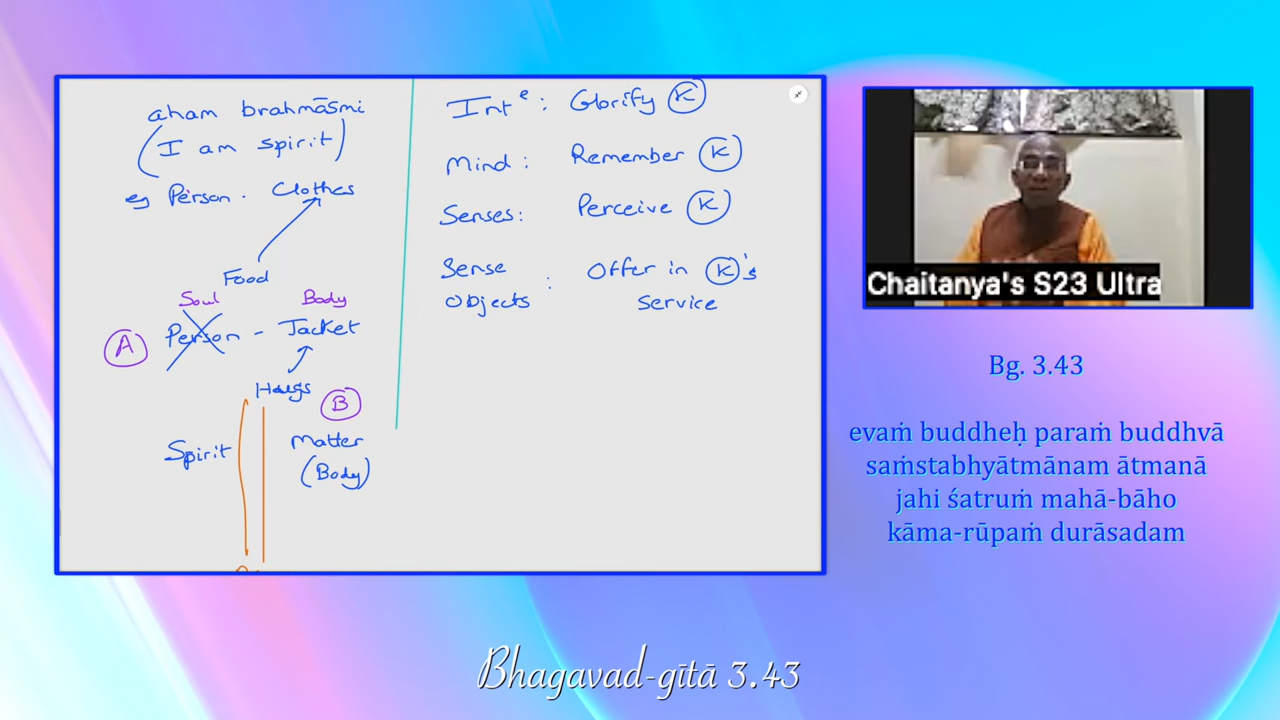 aham brahmāsmi
(I am spirit)
eg Person - Clothes
Food
Soul Body
A Person - Jacket
Hugs
B
Spirit Matter
(Body)
Intᵉ: Glorify K
Mind: Remember K
Senses: Perceive K
Sense Objects : Offer in K's
Service
Chaitanya's S23 Ultra
Bg. 3.43
evaṁ buddheḥ paraṁ buddhvā
saṁstabhyātmānam ātmanā
jahi śatruṁ mahā-bāho
kāma-rūpaṁ durāsadam
Bhagavad-gītā 3.43